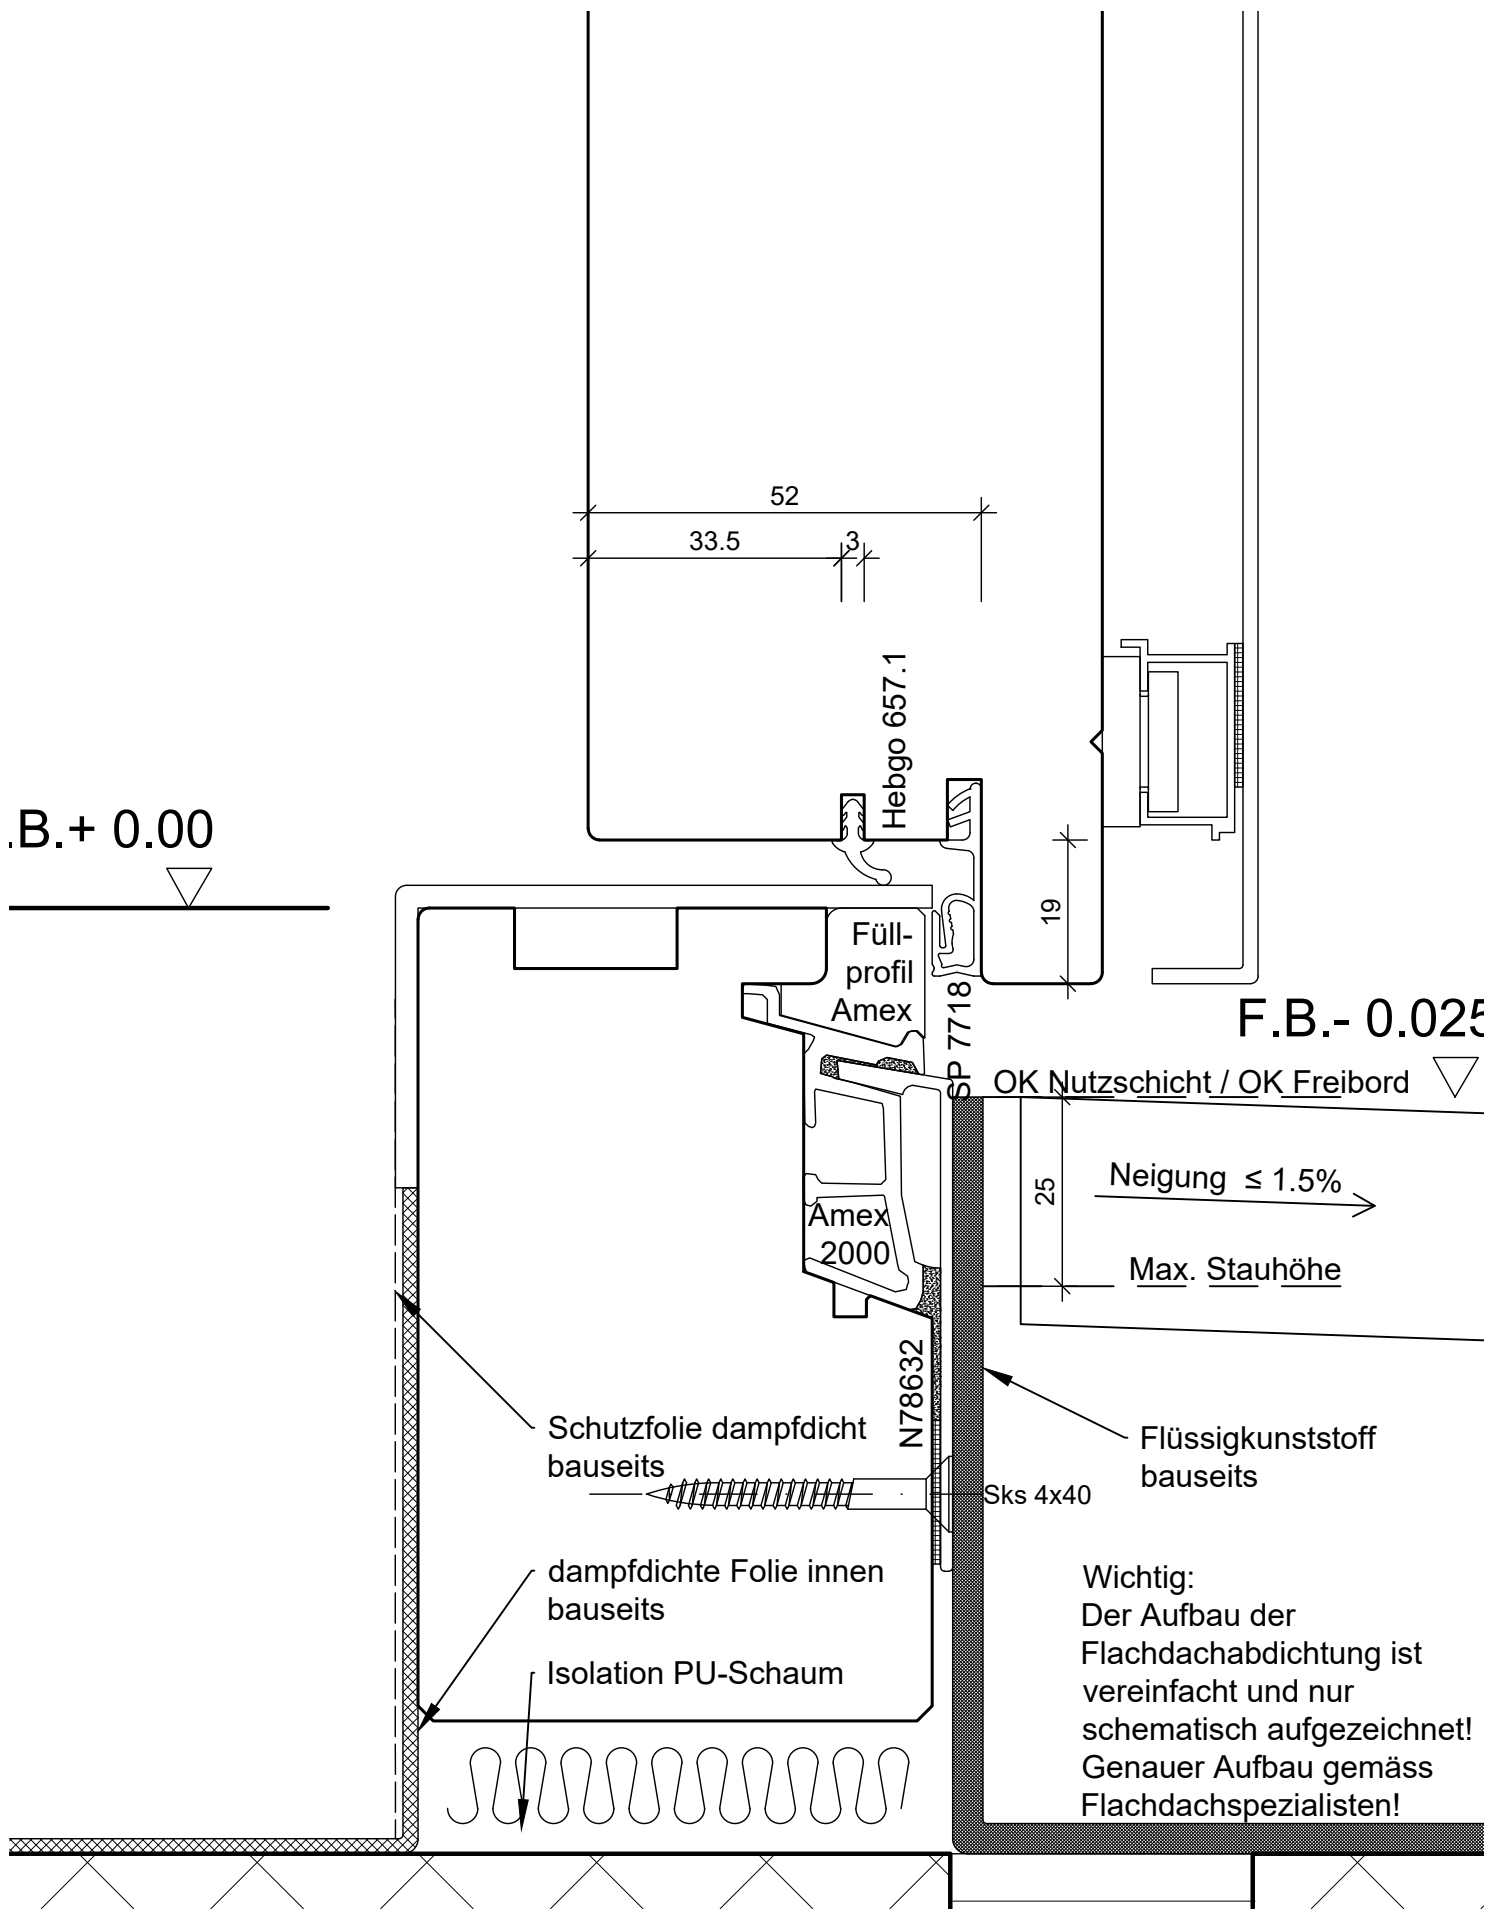 52
33.5
3
Hebgo 657.1
.B.+ 0.00
19
Füll-
profil
Amex
SP 7718
F.B.- 0.025
OK Nutzschicht / OK Freibord
Neigung ≤ 1.5%
25
Amex
2000
Max. Stauhöhe
N78632
Schutzfolie dampfdicht
bauseits
Flüssigkunststoff
bauseits
Sks 4x40
dampfdichte Folie innen
bauseits
Isolation PU-Schaum
Wichtig:
Der Aufbau der
Flachdachabdichtung ist
vereinfacht und nur
schematisch aufgezeichnet!
Genauer Aufbau gemäss
Flachdachspezialisten!